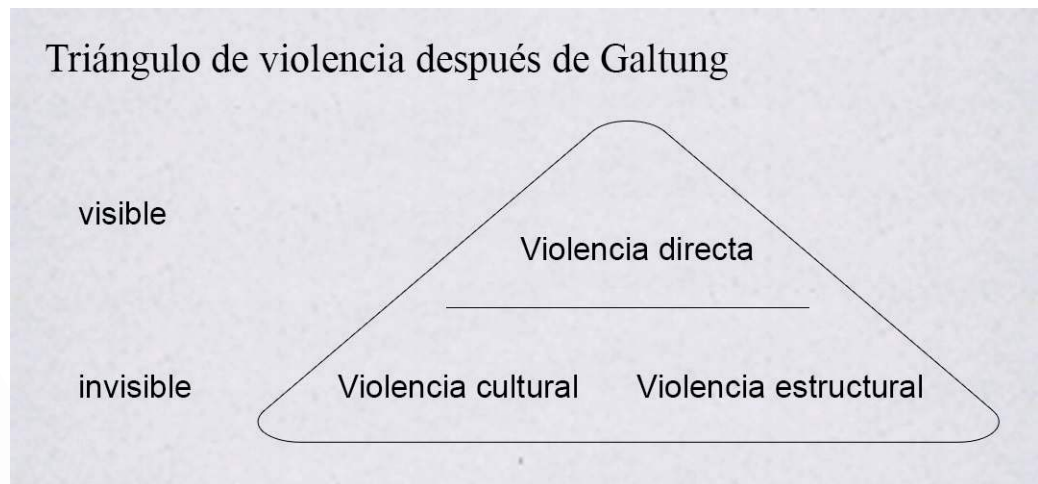 Triángulo de violencia después de Galtung
visible
Violencia directa
invisible
Violencia cultural
Violencia estructural